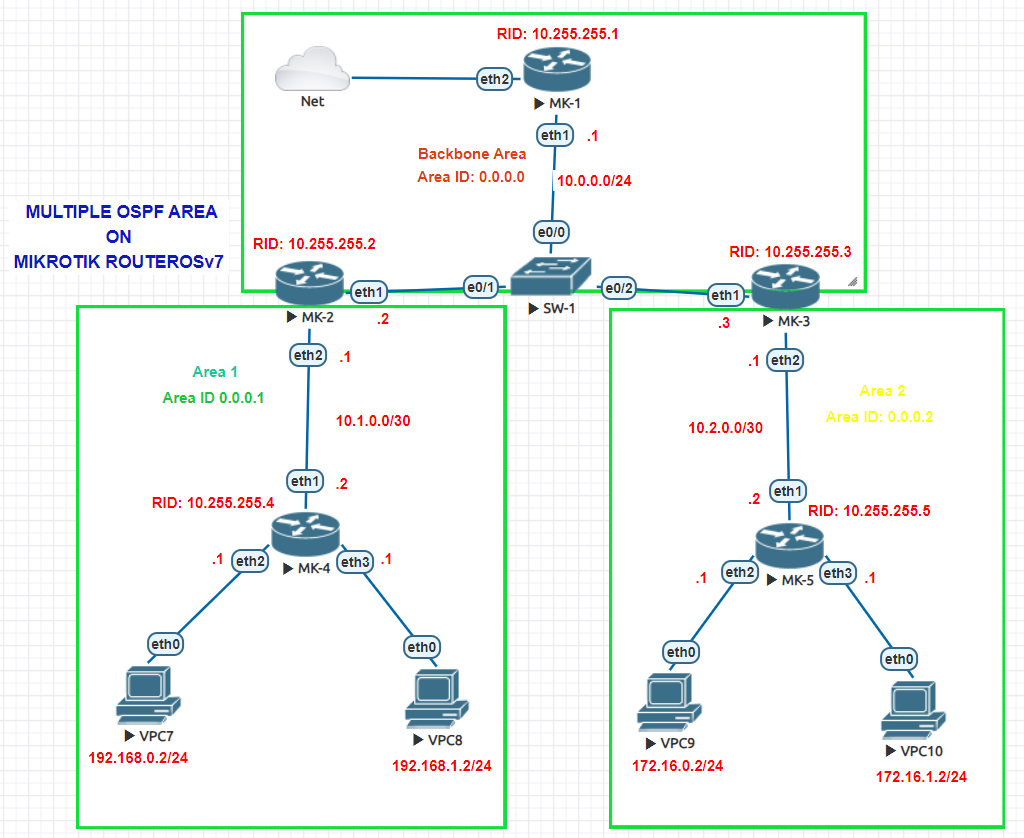 RID: 10.255.255.1
eth2
Net
MK-1
eth1
.1
Backbone Area
Area ID: 0.0.0.0
10.0.0.0/24
MULTIPLE OSPF AREA
ON
MIKROTIK ROUTEROSv7
e0/0
RID: 10.255.255.2
RID: 10.255.255.3
eth1
e0/1
e0/2
eth1
SW-1
MK-2
.2
.3
MK-3
eth2
.1
.1
eth2
Area 1
Area ID 0.0.0.1
Area 2
Area ID: 0.0.0.2
10.1.0.0/30
10.2.0.0/30
eth1
.2
eth1
.2
RID: 10.255.255.4
RID: 10.255.255.5
.1
eth2
MK-4
eth3
.1
.1
eth2
MK-5
eth3
.1
eth0
eth0
eth0
eth0
VPC7
VPC8
VPC9
VPC10
192.168.0.2/24
192.168.1.2/24
172.16.0.2/24
172.16.1.2/24